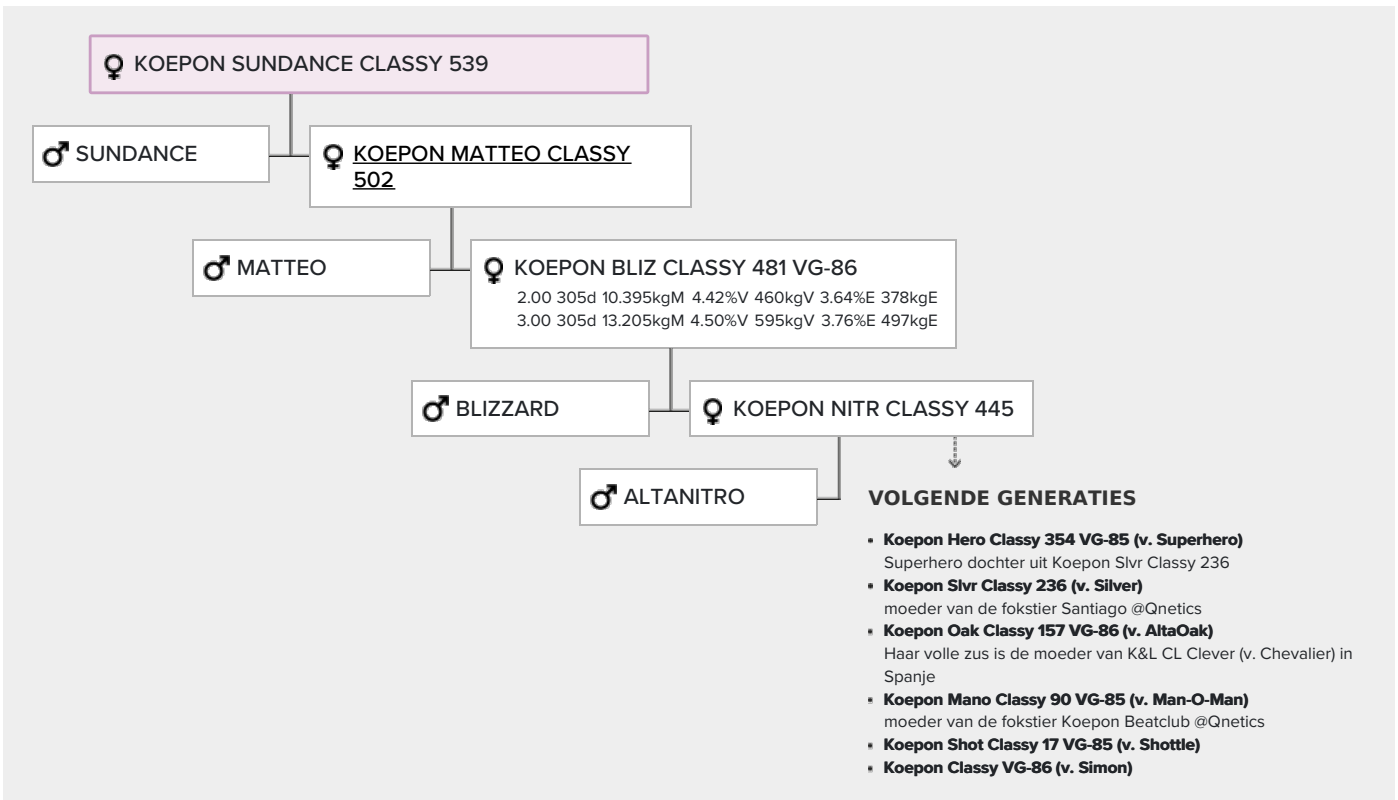 KOEPON SUNDANCE CLASSY 539
SUNDANCE
KOEPON MATTEO CLASSY
502
MATTEO
KOEPON BLIZ CLASSY 481 VG-86
2.00 305d 10.395kgM 4.42%V 460kgV 3.64%E 378kgE
3.00 305d 13.205kgM 4.50%V 595kgV 3.76%E 497kgE
BLIZZARD
KOEPON NITR CLASSY 445
ALTANITRO
VOLGENDE GENERATIES
• Koepon Hero Classy 354 VG-85 (v. Superhero)
Superhero dochter uit Koepon Slvr Classy 236
• Koepon Slvr Classy 236 (v. Silver)
moeder van de fokstier Santiago @Qnetics
• Koepon Oak Classy 157 VG-86 (v. AltaOak)
Haar volle zus is de moeder van K&L CL Clever (v. Chevalier) in
Spanje
• Koepon Mano Classy 90 VG-85 (v. Man-O-Man)
moeder van de fokstier Koepon Beatclub @Qnetics
• Koepon Shot Classy 17 VG-85 (v. Shottle)
• Koepon Classy VG-86 (v. Simon)